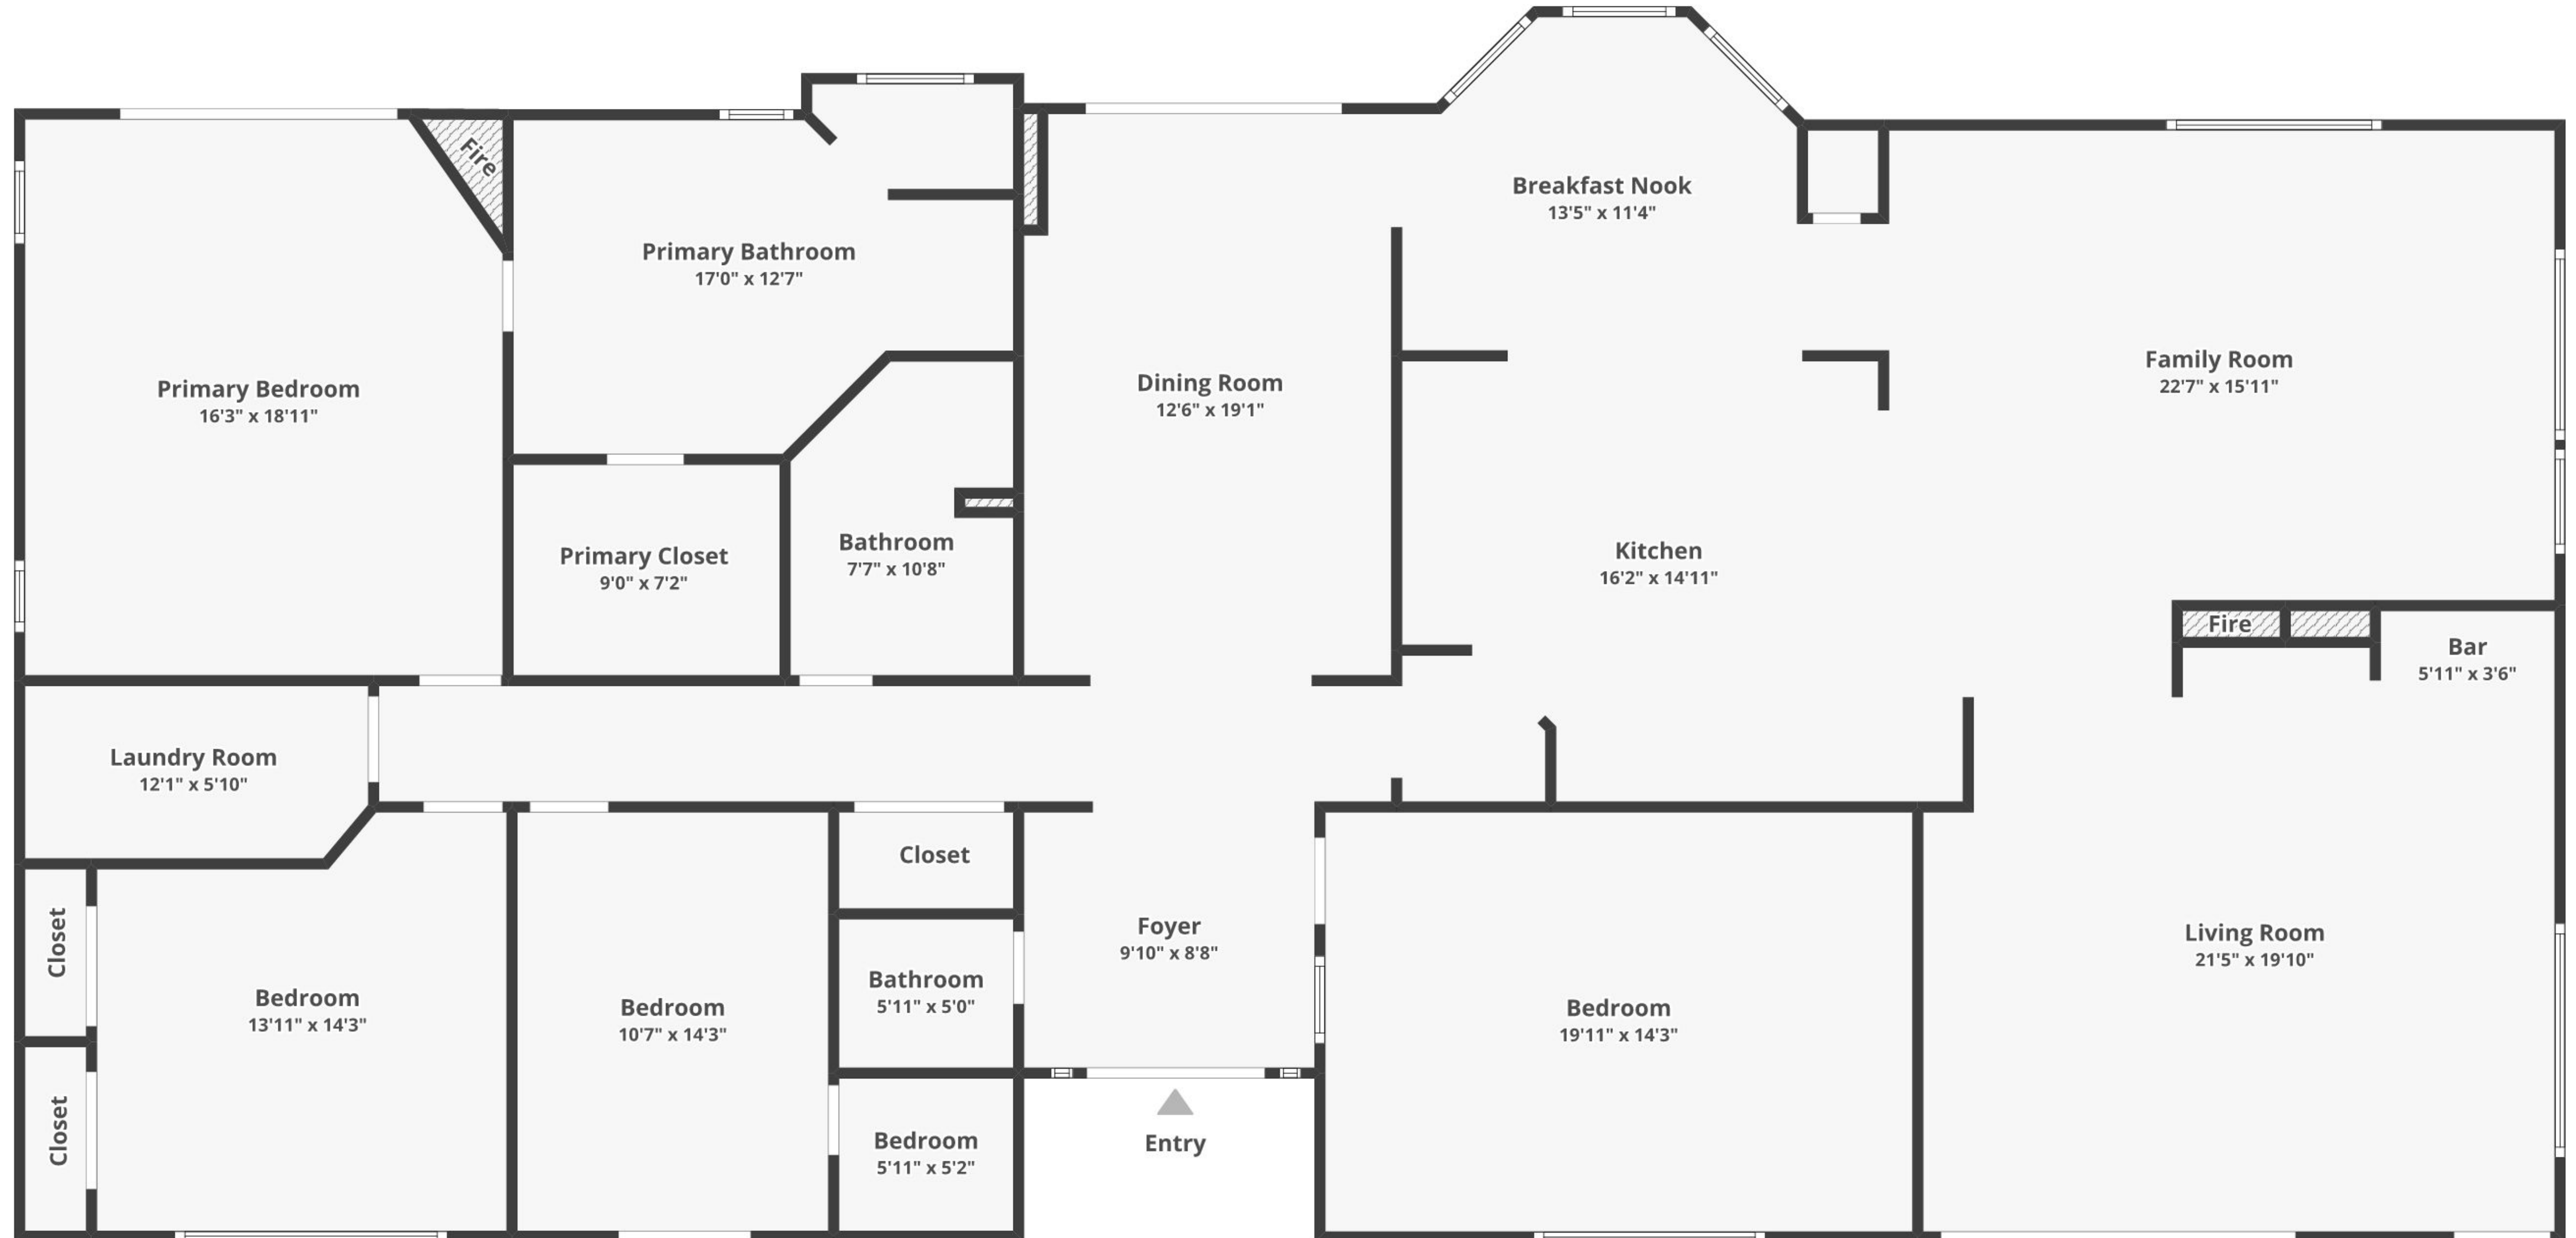 Fire
Breakfast Nook
13'5" x 11'4"
Primary Bathroom
17'0" x 12'7"
Primary Bedroom
16'3" x 18'11"
Dining Room
12'6" x 19'1"
Family Room
22'7" x 15'11"
Primary Closet
9'0" x 7'2"
Bathroom
7'7" x 10'8"
Kitchen
16'2" x 14'11"
Fire
Bar
5'11" x 3'6"
Laundry Room
12'1" x 5'10"
Closet
Closet
Foyer
9'10" x 8'8"
Living Room
21'5" x 19'10"
Bedroom
13'11" x 14'3"
Bedroom
10'7" x 14'3"
Bathroom
5'11" x 5'0"
Bedroom
19'11" x 14'3"
Closet
Bedroom
5'11" x 5'2"
Entry